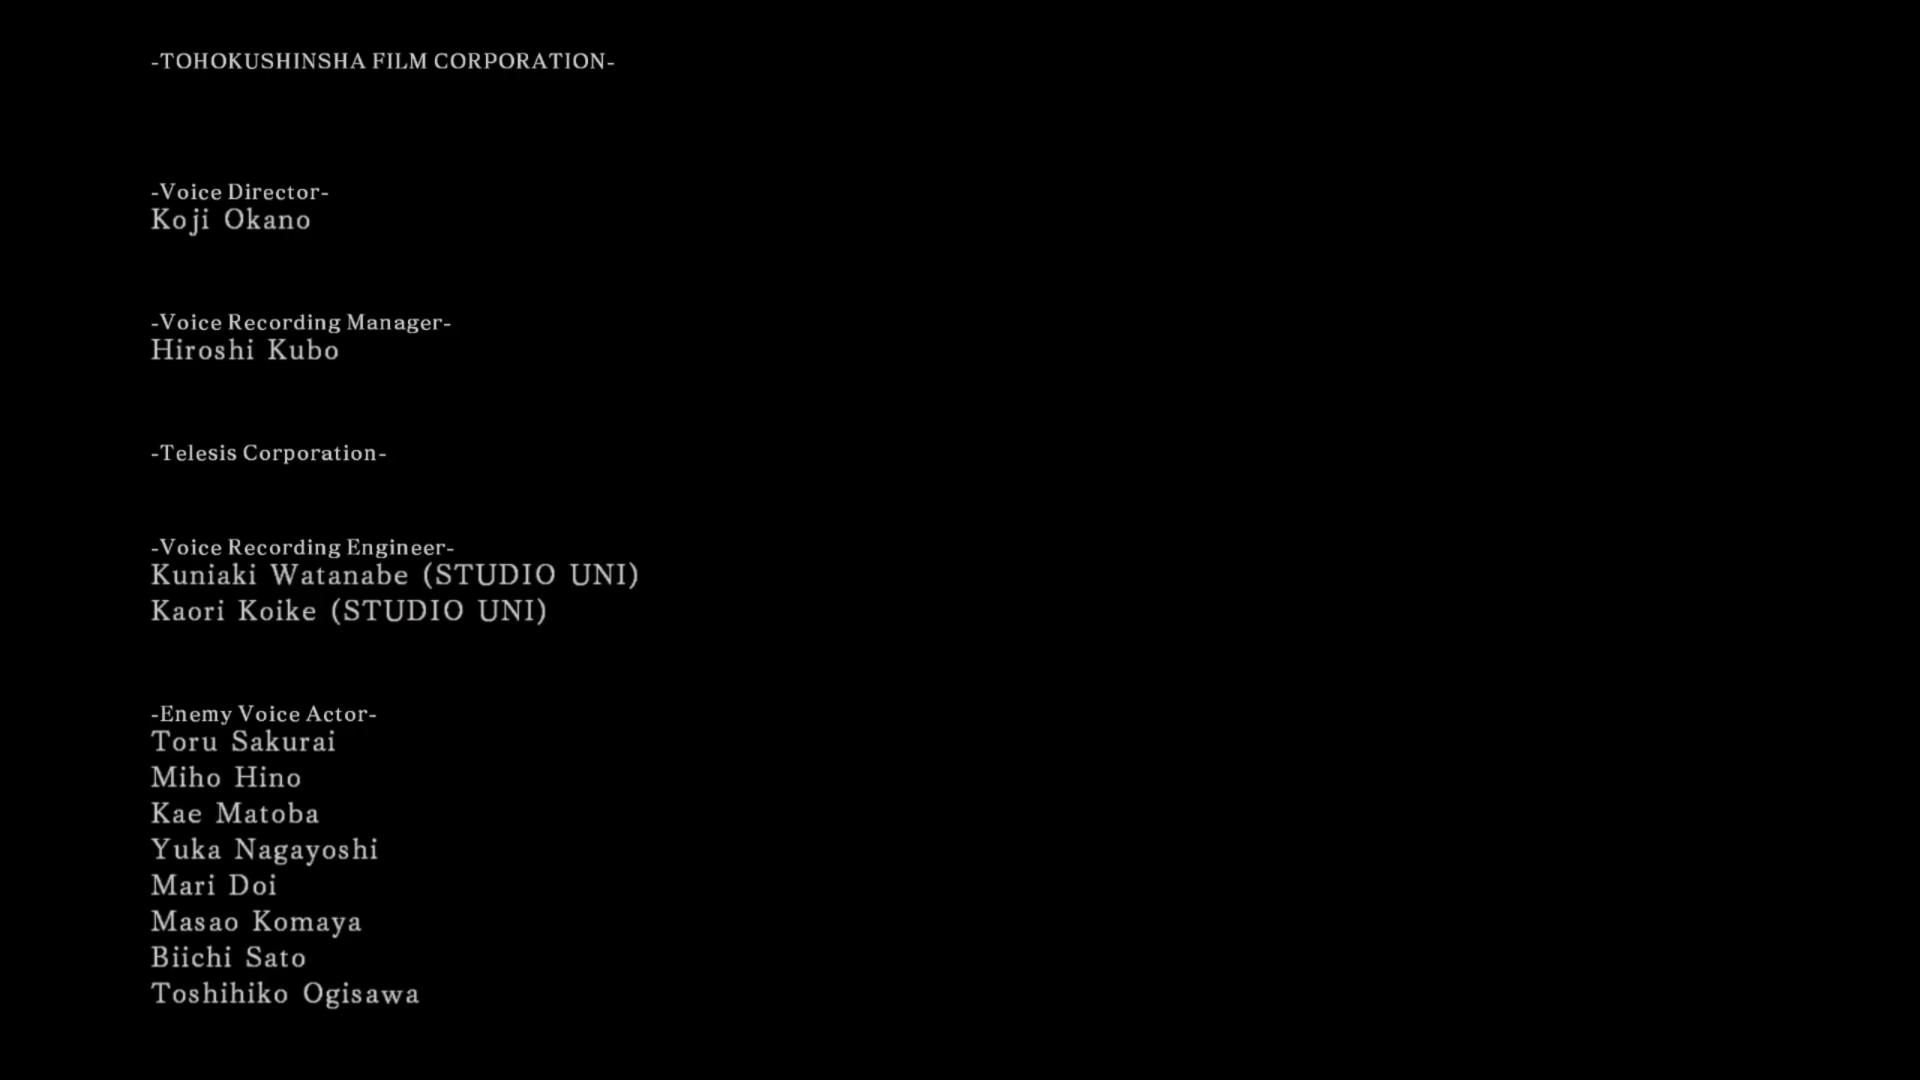 -TOHOKUSHINSHA FILM CORPORATION-
-Voice Director-
Koji Okano
-Voice Recording Manager-
Hiroshi Kubo
-Telesis Corporation-
-Voice Recording Engineer-
Kuniaki Watanabe (STUDIO UNI)
Kaori Koike (STUDIO UNI)
-Enemy Voice Actor-
Toru Sakurai
Miho Hino
Kae Matoba
Yuka Nagayoshi
Mari Doi
Masao Komaya
Biichi Sato
Toshihiko Ogisawa